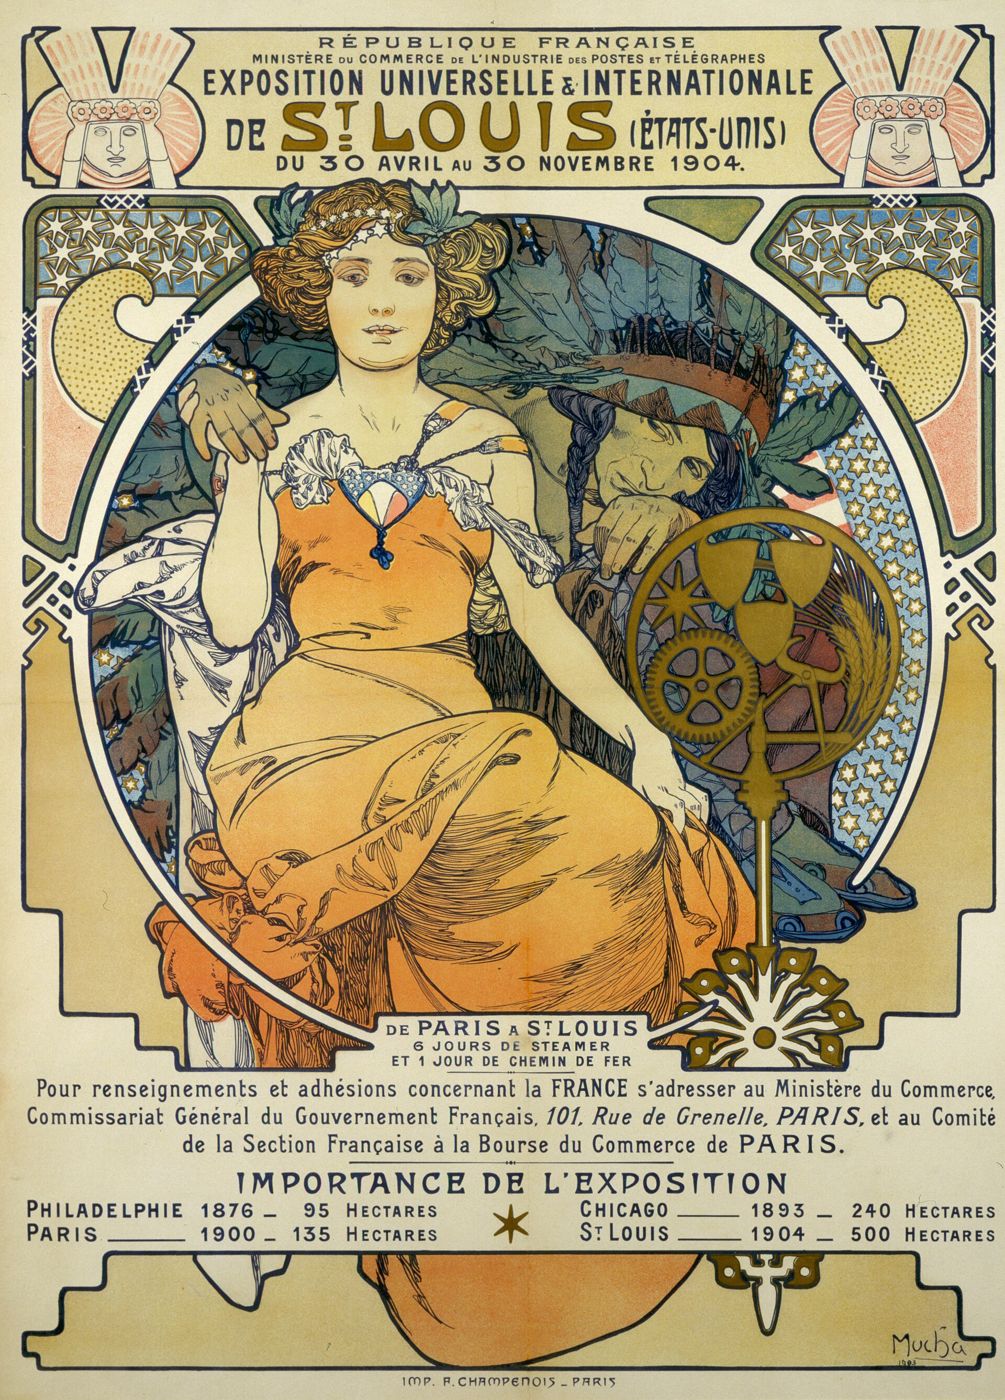 RÉPUBLIQUE FRANÇAISE
MINISTÈRE DU COMMERCE DE L'INDUSTRIE DES POSTES ET TÉLÉGRAPHES
EXPOSITION UNIVERSELLE & INTERNATIONALE
DE ST LOUIS (ÉTATS-UNIS)
DU 30 AVRIL AU 30 NOVEMBRE 1904.
DE PARIS A ST LOUIS
6 JOURS DE STEAMER
ET 1 JOUR DE CHEMIN DE FER
Pour renseignements et adhésions concernant la FRANCE s'adresser au Ministère du Commerce,
Commissariat Général du Gouvernement Français, 101, Rue de Grenelle, PARIS, et au Comité
de la Section Française à la Bourse du Commerce de PARIS.
IMPORTANCE DE L'EXPOSITION
PHILADELPHIE 1876 _ 95 HECTARES
PARIS ____ 1900 _ 135 HECTARES
CHICAGO ____ 1893 _ 240 HECTARES
ST LOUIS ____ 1904 _ 500 HECTARES
Mucha
1903
IMP. F. CHAMPENOIS _ PARIS